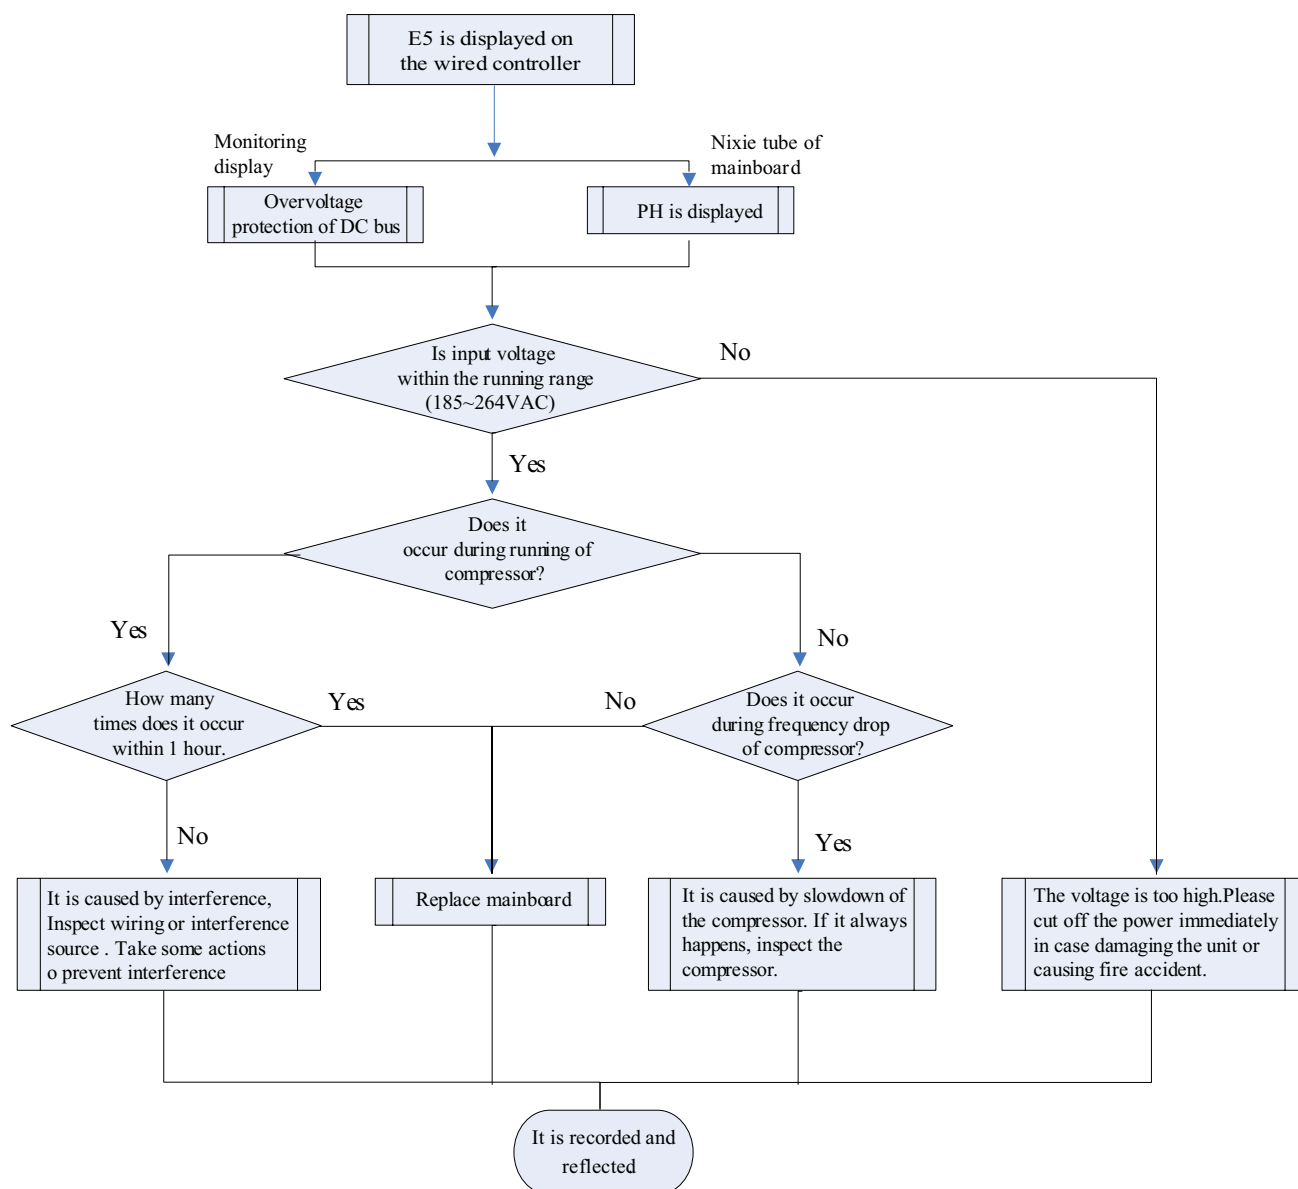 E5 is displayed on
the wired controller
Monitoring
display
Nixie tube of
mainboard
Overvoltage
protection of DC bus
PH is displayed
Is input voltage
within the running range
(185~264VAC)
No
Yes
Does it
occur during running of
compressor?
Yes
No
How many
times does it occur
within 1 hour.
Yes
No
Does it occur
during frequency drop
of compressor?
No
Yes
It is caused by interference,
Inspect wiring or interference
source . Take some actions
o prevent interference
Replace mainboard
It is caused by slowdown of
the compressor. If it always
happens, inspect the
compressor.
The voltage is too high.Please
cut off the power immediately
in case damaging the unit or
causing fire accident.
It is recorded and
reflected.